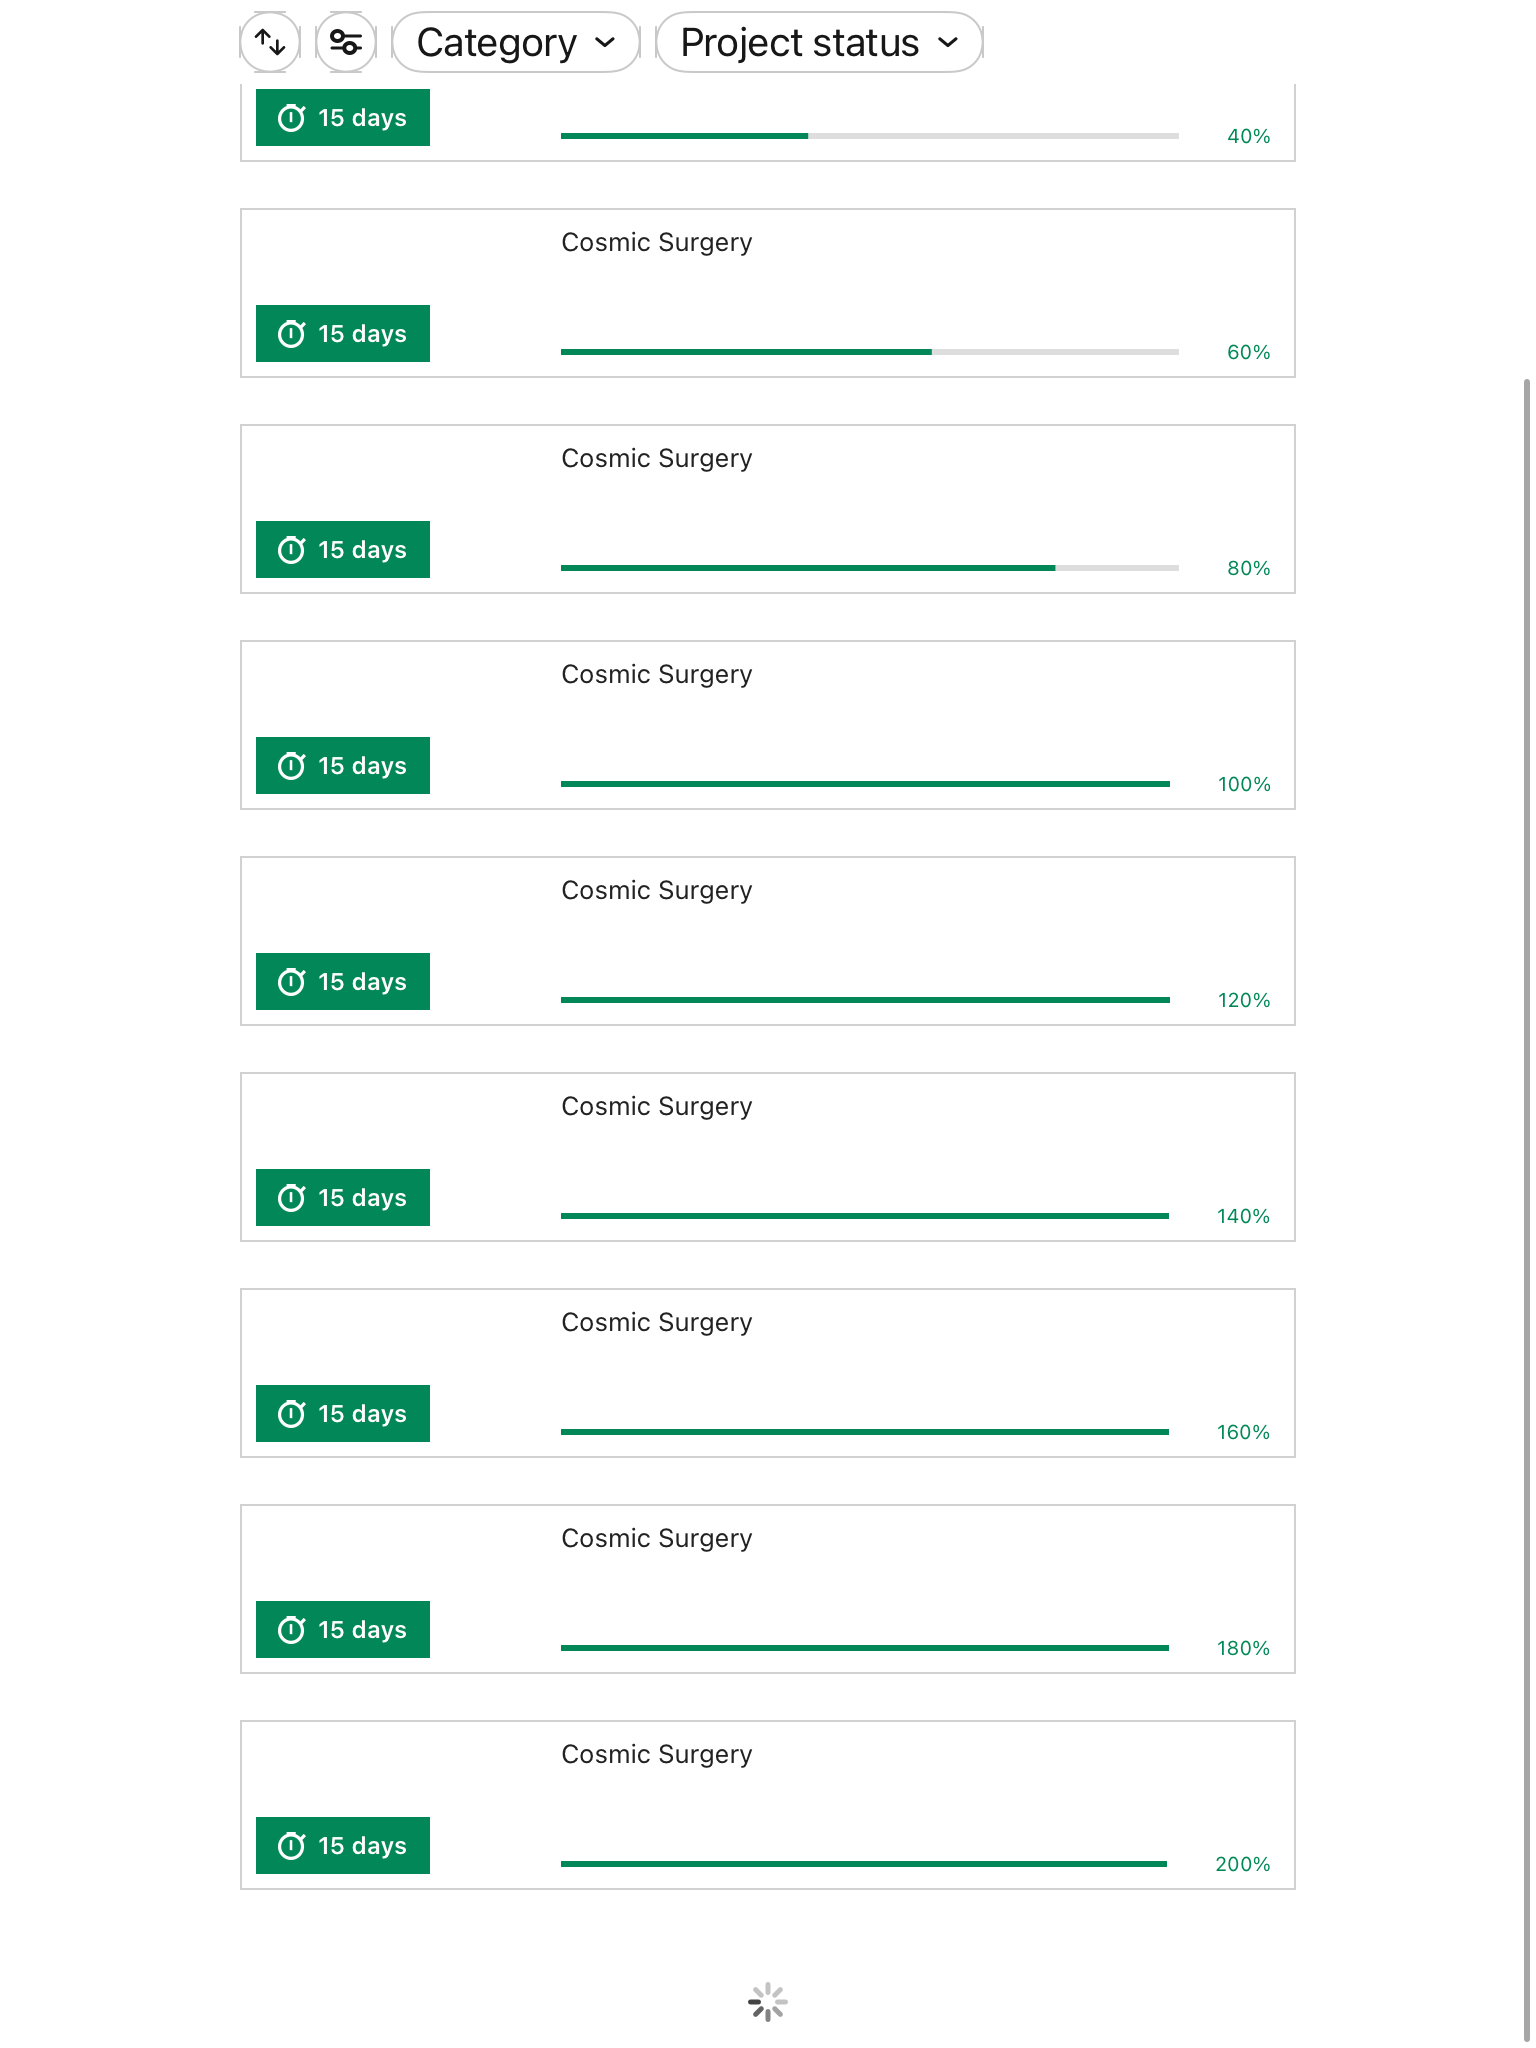 Category
Project status
15 days
40%
Cosmic Surgery
15 days
60%
Cosmic Surgery
15 days
80%
Cosmic Surgery
15 days
100%
Cosmic Surgery
15 days
120%
Cosmic Surgery
15 days
140%
Cosmic Surgery
15 days
160%
Cosmic Surgery
15 days
180%
Cosmic Surgery
15 days
200%